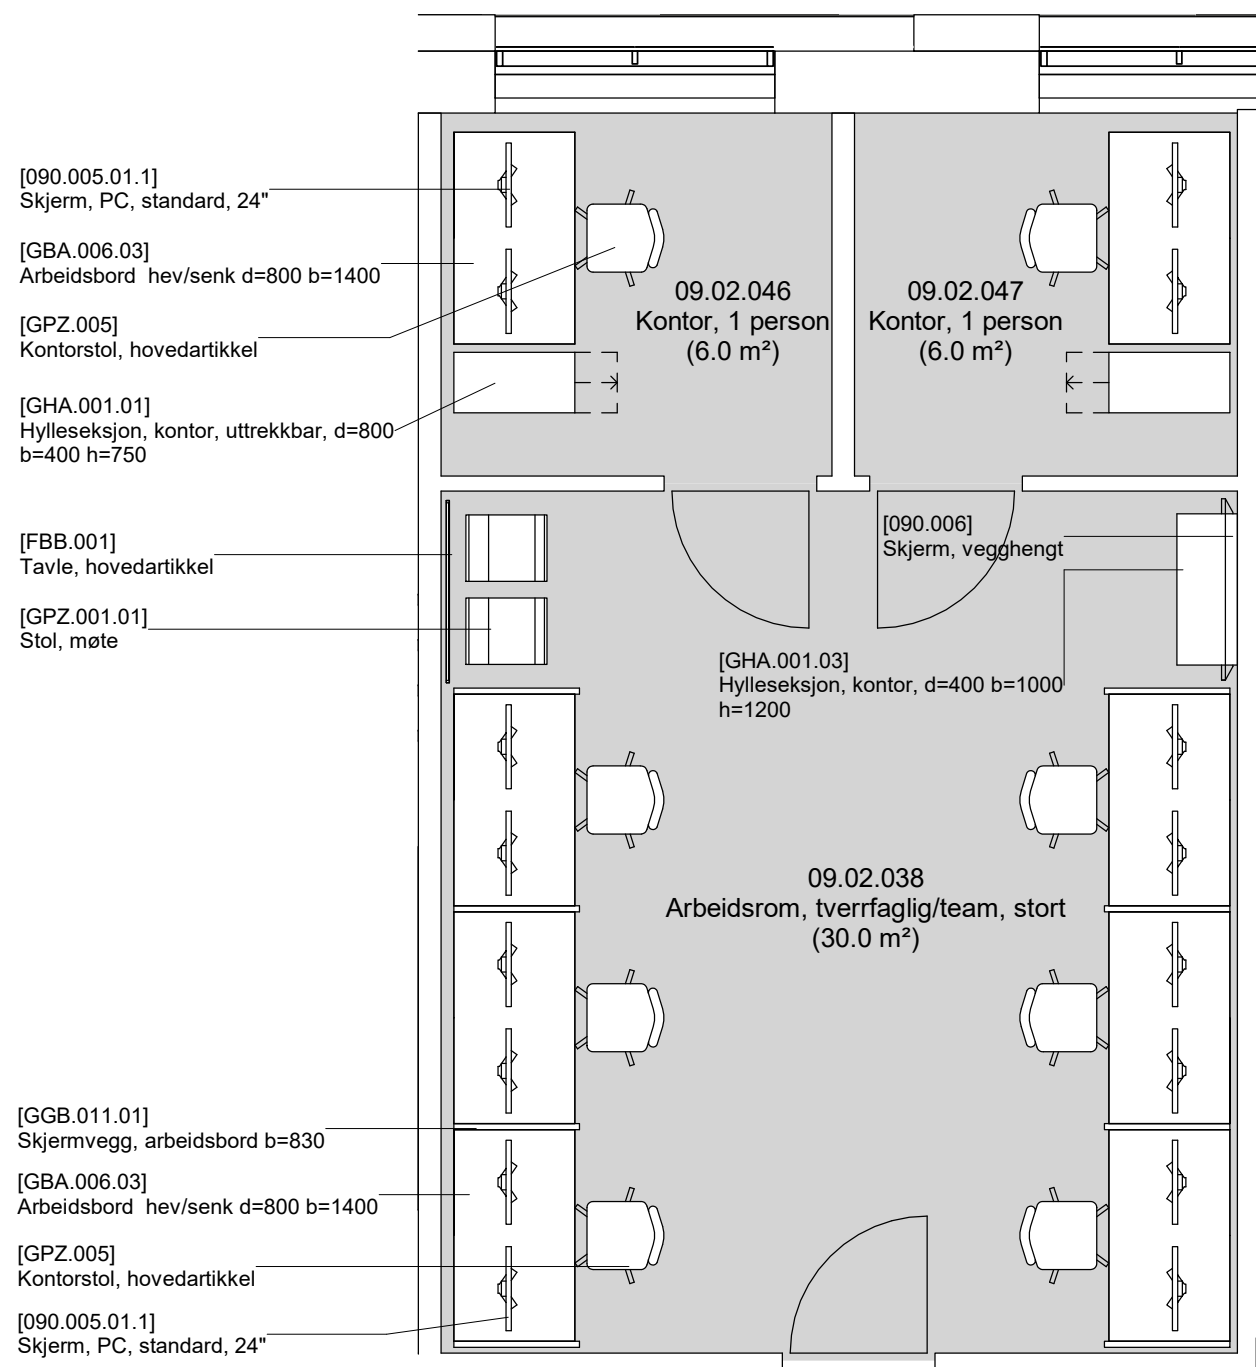 [090.005.01.1]
Skjerm, PC, standard, 24"
[GBA.006.03]
Arbeidsbord  hev/senk d=800 b=1400
[GPZ.005]
Kontorstol, hovedartikkel
[GHA.001.01]
Hylleseksjon, kontor, uttrekkbar, d=800
b=400 h=750
09.02.046
Kontor, 1 person
(6.0 m²)
09.02.047
Kontor, 1 person
(6.0 m²)
[FBB.001]
Tavle, hovedartikkel
[GPZ.001.01]
Stol, møte
[090.006]
Skjerm, vegghengt
[GHA.001.03]
Hylleseksjon, kontor, d=400 b=1000
h=1200
09.02.038
Arbeidsrom, tverrfaglig/team, stort
(30.0 m²)
[GGB.011.01]
Skjermvegg, arbeidsbord b=830
[GBA.006.03]
Arbeidsbord  hev/senk d=800 b=1400
[GPZ.005]
Kontorstol, hovedartikkel
[090.005.01.1]
Skjerm, PC, standard, 24"